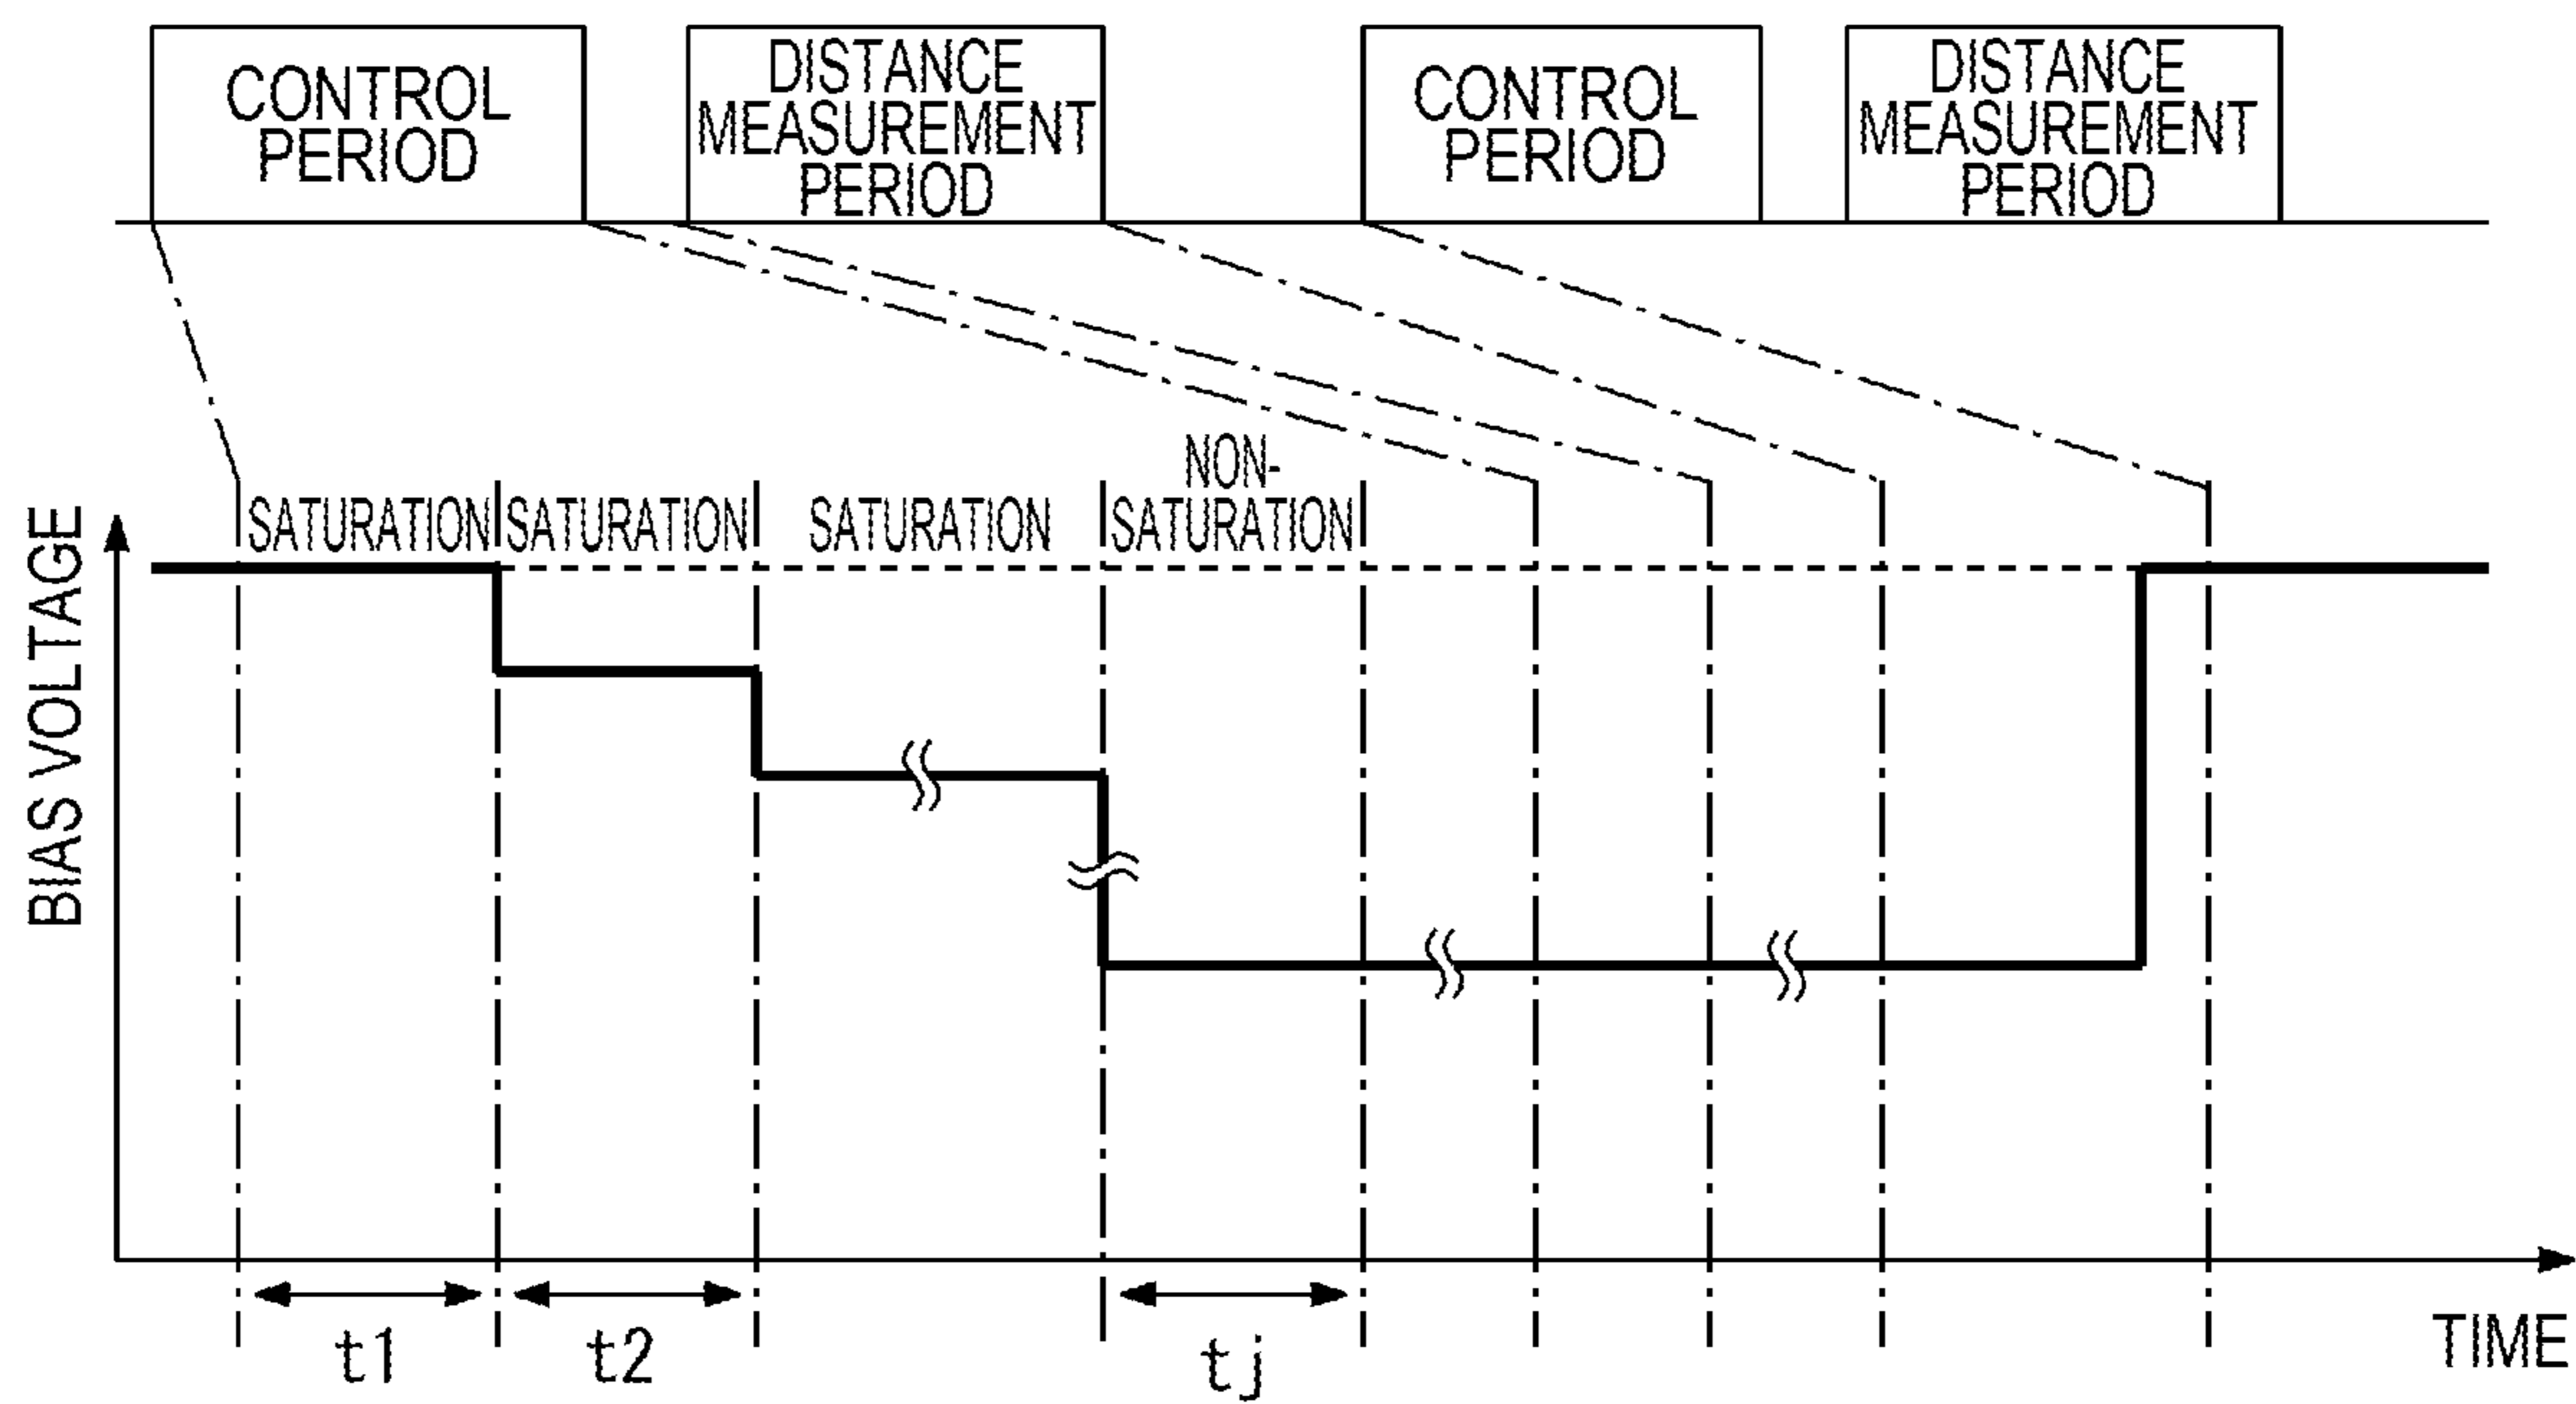 CONTROL
PERIOD
DISTANCE
MEASUREMENT
PERIOD
CONTROL
PERIOD
DISTANCE
MEASUREMENT
PERIOD
BIAS VOLTAGE
SATURATION
SATURATION
SATURATION
NON-
SATURATION
t1
t2
tj
TIME